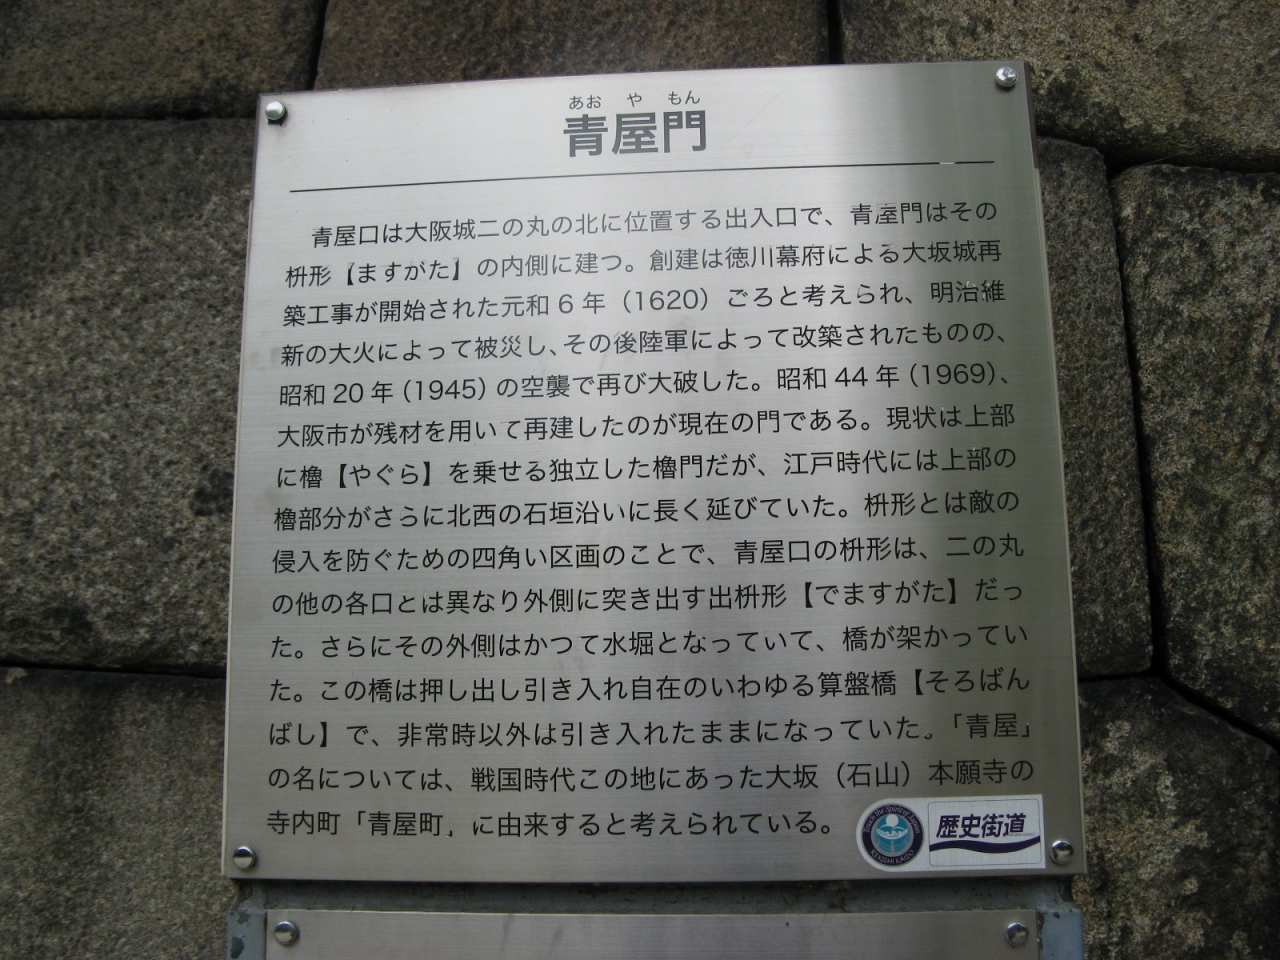 あお や もん
青屋門
青屋口は大阪城二の丸の北に位置する出入口で、青屋門はその
枡形【ますがた】の内側に建つ。創建は徳川幕府による大坂城再
築工事が開始された元和6年（1620）ごろと考えられ、明治維
新の大火によって被災し、その後陸軍によって改築されたものの、
昭和20年（1945）の空襲で再び大破した。昭和44年（1969）、
大阪市が残材を用いて再建したのが現在の門である。現状は上部
に櫓【やぐら】を乗せる独立した櫓門だが、江戸時代には上部の
櫓部分がさらに北西の石垣沿いに長く延びていた。枡形とは敵の
侵入を防ぐための四角い区画のことで、青屋口の枡形は、二の丸
の他の各口とは異なり外側に突き出す出枡形【でますがた】だっ
た。さらにその外側はかつて水堀となっていて、橋が架かってい
た。この橋は押し出し引き入れ自在のいわゆる算盤橋【そろばん
ばし】で、非常時以外は引き入れたままになっていた。「青屋」
の名については、戦国時代この地にあった大坂（石山）本願寺の
寺内町「青屋町」に由来すると考えられている。
Touch the Spirit of Japan
REKISHI KAIDO
歴史街道